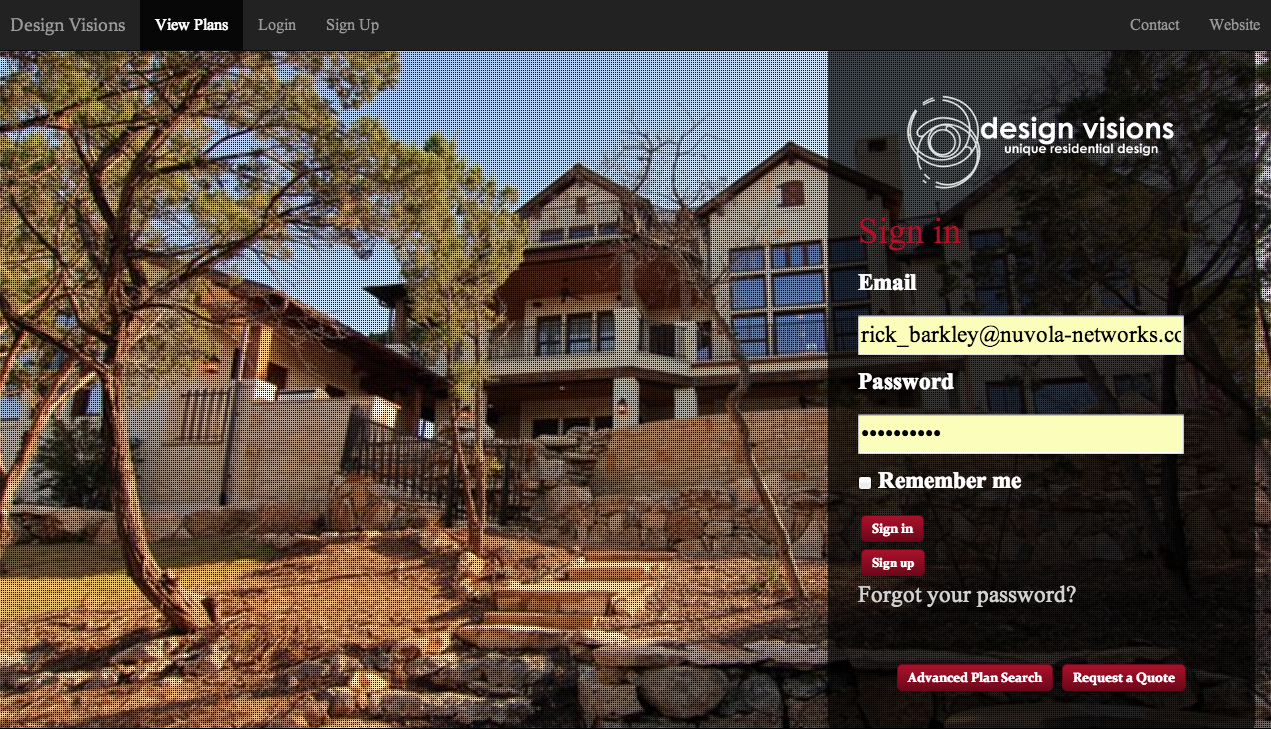 Design Visions View Plans Login Sign Up Contact Website
design visions
unique residential design
Sign in
Email
rick_barkley@nuvola-networks.cc
Password
••••••••••
Remember me
Sign in
Sign up
Forgot your password?
Advanced Plan Search Request a Quote